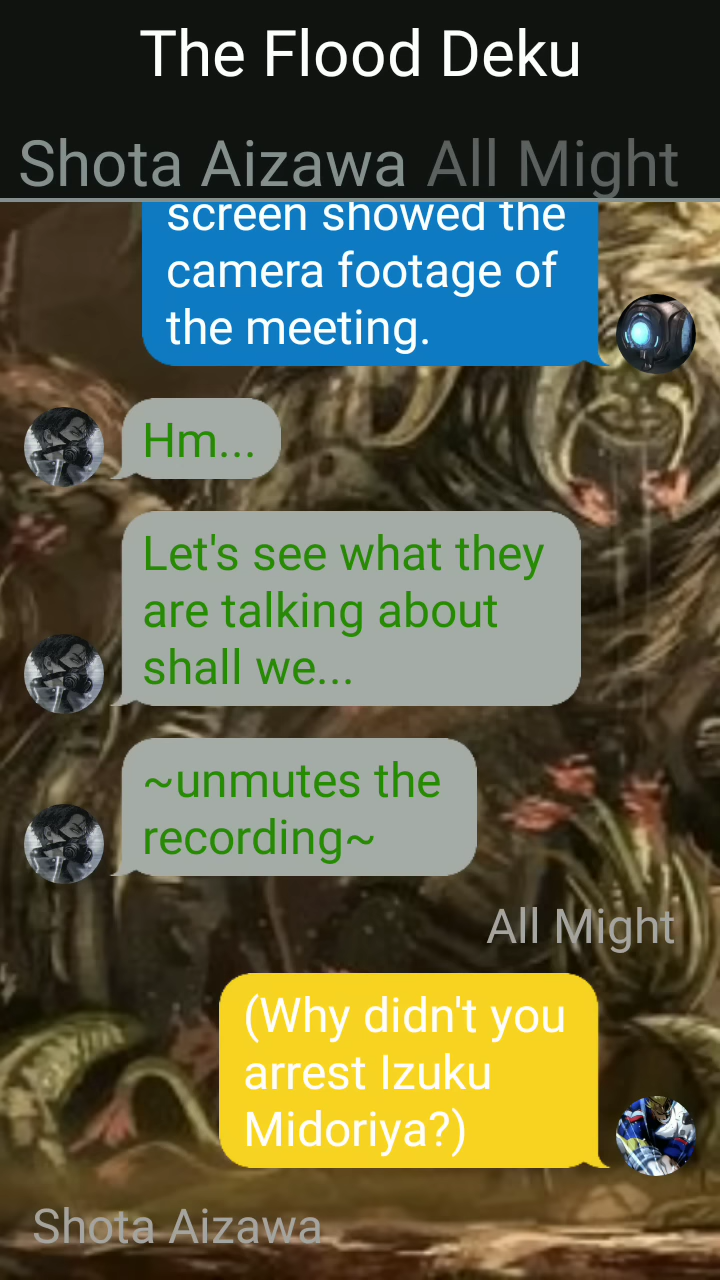 The Flood Deku
Shota Aizawa All Might
screen showed the
camera footage of
the meeting.
Hm...
Let's see what they
are talking about
shall we...
~unmutes the
recording~
All Might
(Why didn't you
arrest Izuku
Midoriya?)
Shota Aizawa